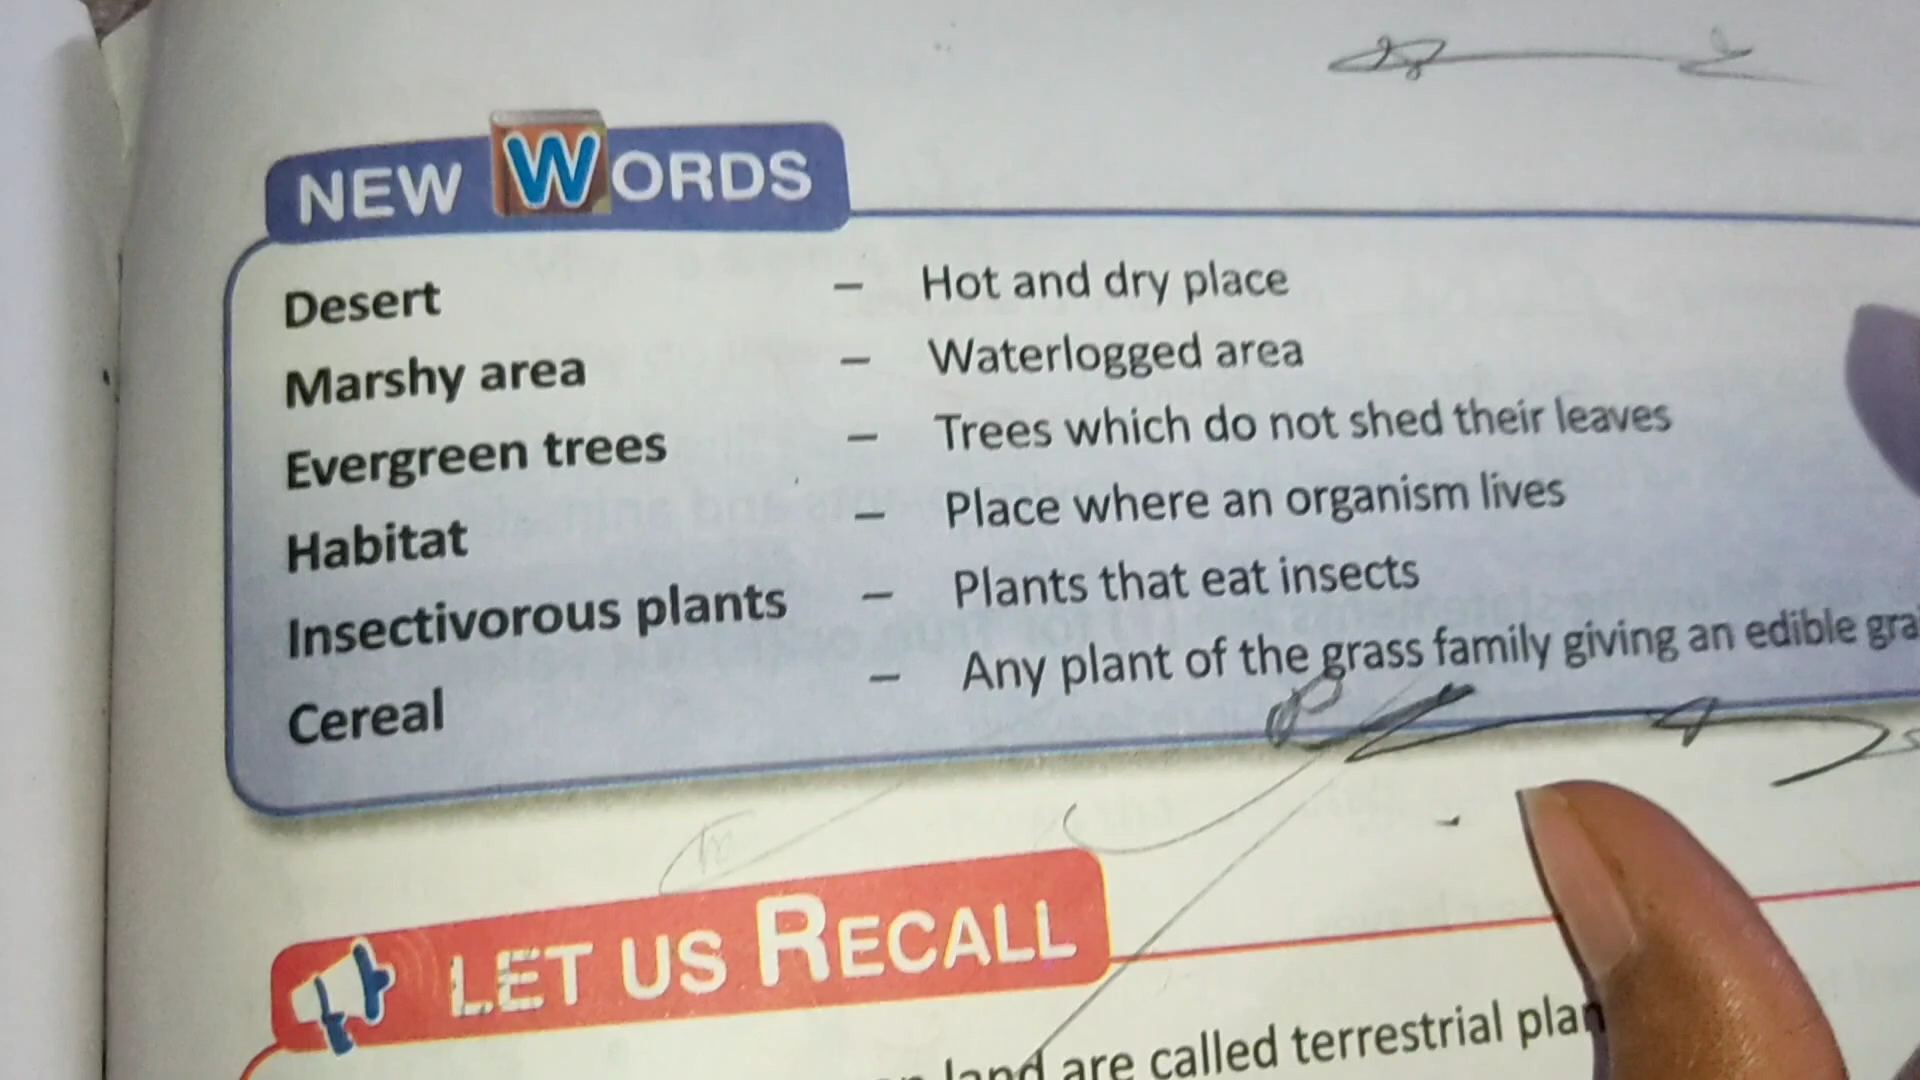 NEW WORDS
Desert – Hot and dry place
Marshy area – Waterlogged area
Evergreen trees – Trees which do not shed their leaves
Habitat – Place where an organism lives
Insectivorous plants – Plants that eat insects
Cereal – Any plant of the grass family giving an edible
LET US RECALL
land are called terrestrial